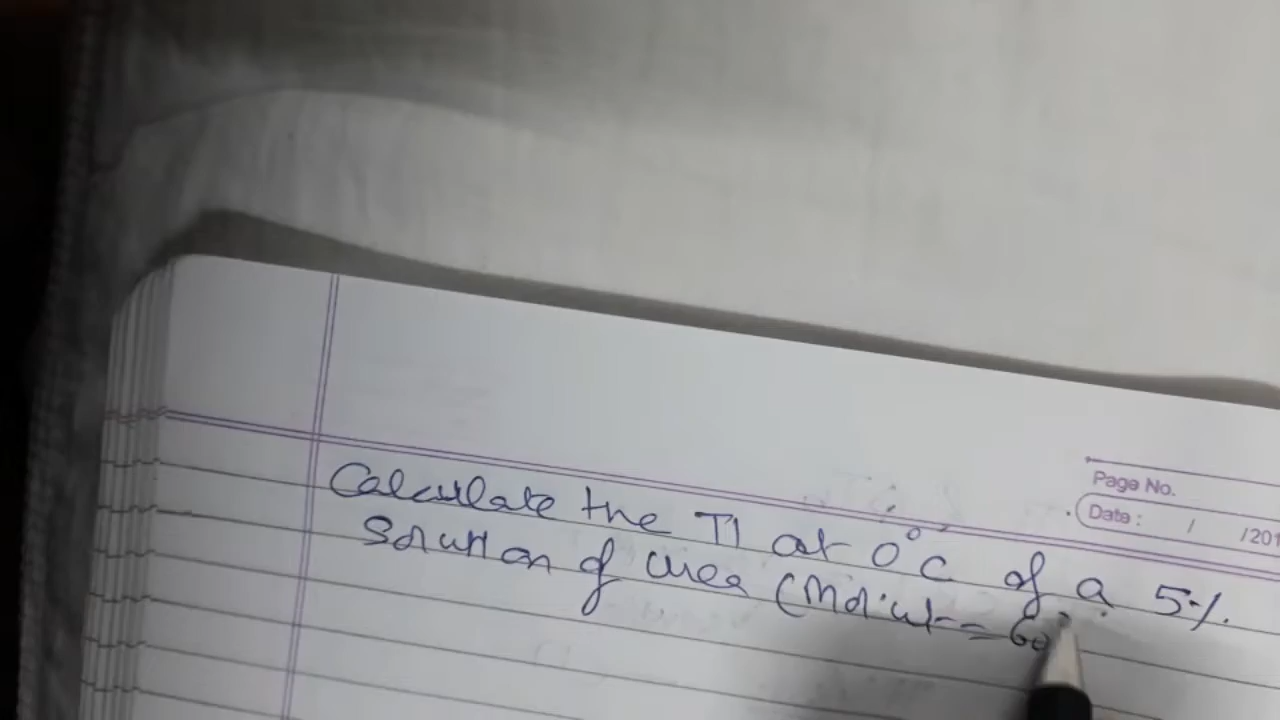 Page No.
Date: / /201
Calculate the π at 0°C of a 5%.
Solution of urea (Mol.wt = 60